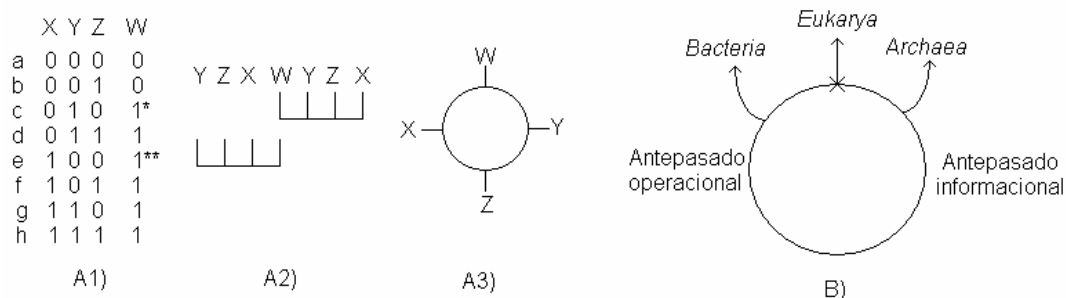 X Y Z W
a 0 0 0 0
b 0 0 1 0
c 0 1 0 1*
d 0 1 1 1
e 1 0 0 1**
f 1 0 1 1
g 1 1 0 1
h 1 1 1 1
A1)
Y Z X W Y Z X
A2)
W
X
Y
Z
A3)
Eukarya
Bacteria
Archaea
Antepasado
operacional
Antepasado
informacional
B)